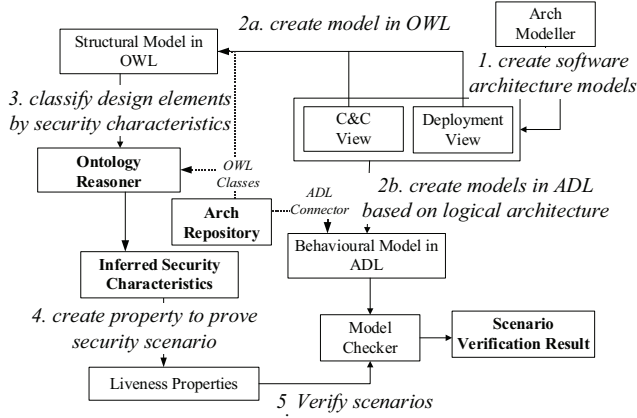 Structural Model in
OWL
2a. create model in OWL
Arch
Modeller
1. create software
architecture models
3. classify design elements
by security characteristics
C&C
View
Deployment
View
Ontology
Reasoner
OWL
Classes
2b. create models in ADL
based on logical architecture
Arch
Repository
ADL
Connector
Behavioural Model in
ADL
Inferred Security
Characteristics
4. create property to prove
security scenario
Model
Checker
Scenario
Verification Result
Liveness Properties
5 Verify scenarios